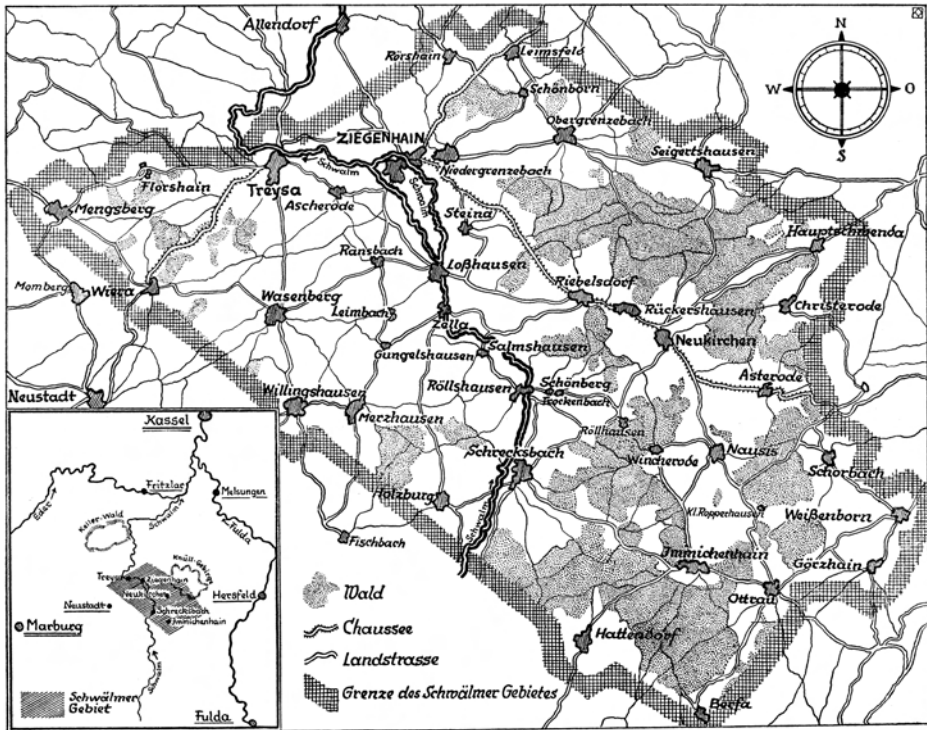 Allendorf
Rörshain
Leimsfeld
Schönborn
N
W
O
S
ZIEGENHAIN
Obergrenzebach
Seigertshausen
Niedergrenzebach
Schwalm
Schwalm
Florshain
Treysa
Ascherode
Mengsberg
Steina
Hauptschwenda
Ransbach
Loßhausen
Momberg
Wiera
Wasenberg
Leimbach
Riebelsdorf
Rückershausen
Christerode
Zella
Neukirchen
Salmshausen
Gungelshausen
Asterode
Neustadt
Willingshausen
Röllshausen
Schönberg
Trockenbach
Merzhausen
Röllhausen
Schrecksbach
Wincherode
Nausis
Schorbach
Holzburg
Kl. Ropperhausen
Weißenborn
Schwalm
Fischbach
Immichenhain
Görzhain
Ottrau
Hattendorf
Berfa
Wald
Chaussee
Landstrasse
Grenze des Schwälmer Gebietes
Kassel
Fritzlar
Melsungen
Eder
Schwalm
Keller-Wald
Fulda
Knüll-Gebirge
Treysa
Ziegenhain
Neukirchen
Hersfeld
Neustadt
Schrecksbach
Immichenhain
Marburg
Schwälmer
Gebiet
Fulda